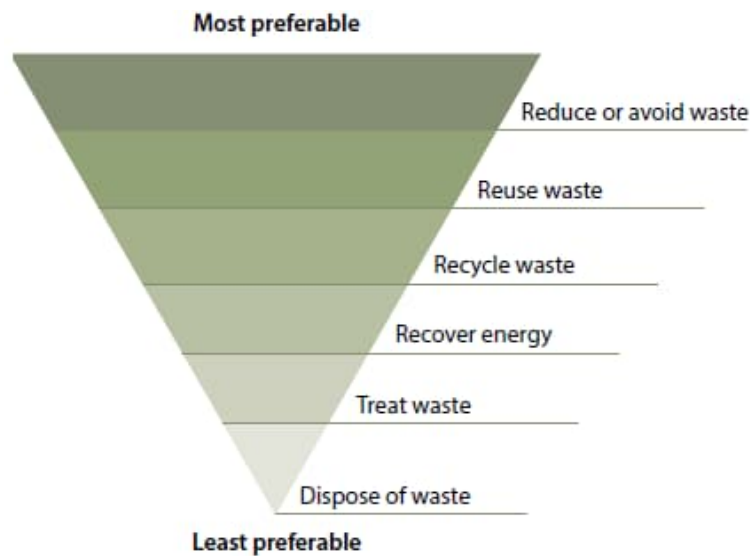 Most preferable
Reduce or avoid waste
Reuse waste
Recycle waste
Recover energy
Treat waste
Dispose of waste
Least preferable